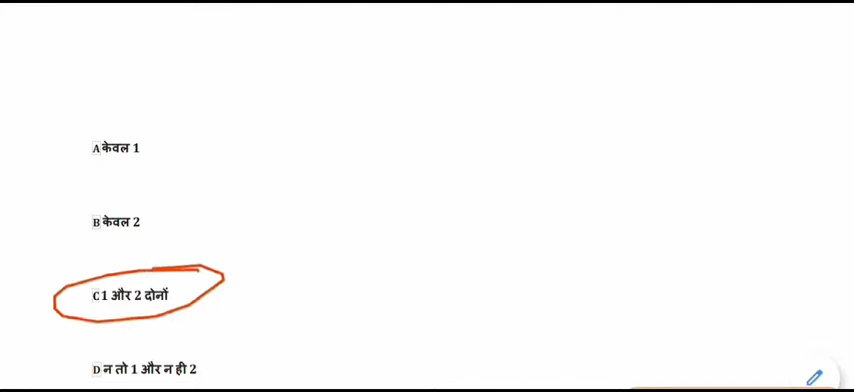 A केवल 1
B केवल 2
C 1 और 2 दोनों
D न तो 1 और न ही 2